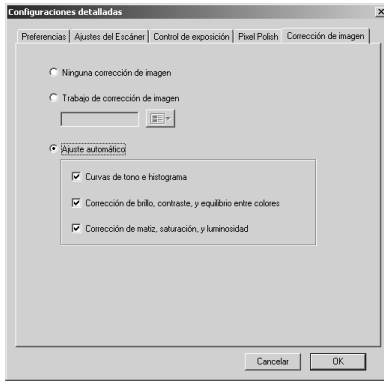 Configuraciones detalladas
Preferencias Ajustes del Escáner Control de exposición Pixel Polish Corrección de imagen
Ninguna corrección de imagen
Trabajo de corrección de imagen
Ajuste automático
Curvas de tono e histograma
Corrección de brillo, contraste, y equilibrio entre colores
Corrección de matiz, saturación, y luminosidad
Cancelar OK